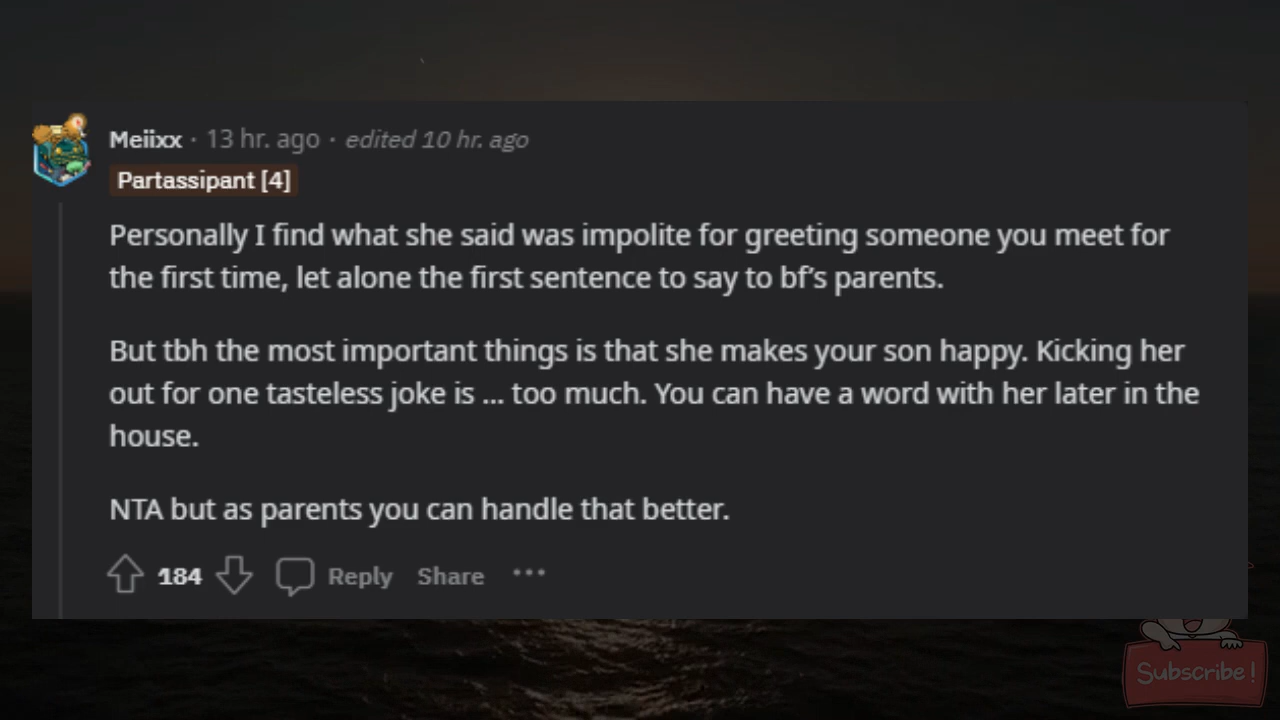 Meiixx · 13 hr. ago · edited 10 hr. ago
Partassipant [4]
Personally I find what she said was impolite for greeting someone you meet for
the first time, let alone the first sentence to say to bf's parents.
But tbh the most important things is that she makes your son happy. Kicking her
out for one tasteless joke is ... too much. You can have a word with her later in the
house.
NTA but as parents you can handle that better.
184 Reply Share ···
Subscribe!